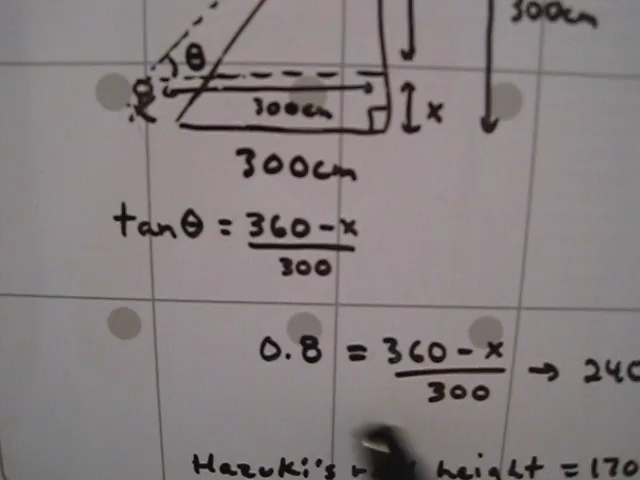 300cm
θ
300cm
x
300cm
tanθ = 360-x
300
0.8 = 360-x → 240
300
Hazuki's height = 170